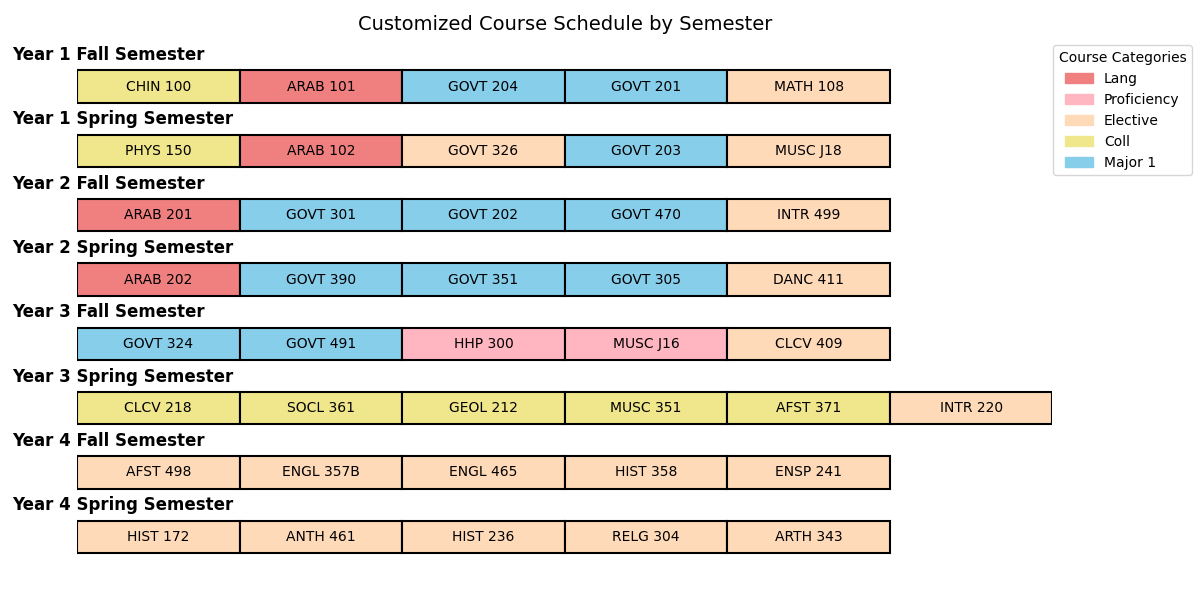 Customized Course Schedule by Semester
Year 1 Fall Semester
CHIN 100 ARAB 101 GOVT 204 GOVT 201 MATH 108
Year 1 Spring Semester
PHYS 150 ARAB 102 GOVT 326 GOVT 203 MUSC J18
Year 2 Fall Semester
ARAB 201 GOVT 301 GOVT 202 GOVT 470 INTR 499
Year 2 Spring Semester
ARAB 202 GOVT 390 GOVT 351 GOVT 305 DANC 411
Year 3 Fall Semester
GOVT 324 GOVT 491 HHP 300 MUSC J16 CLCV 409
Year 3 Spring Semester
CLCV 218 SOCL 361 GEOL 212 MUSC 351 AFST 371 INTR 220
Year 4 Fall Semester
AFST 498 ENGL 357B ENGL 465 HIST 358 ENSP 241
Year 4 Spring Semester
HIST 172 ANTH 461 HIST 236 RELG 304 ARTH 343
Course Categories
Lang
Proficiency
Elective
Coll
Major 1